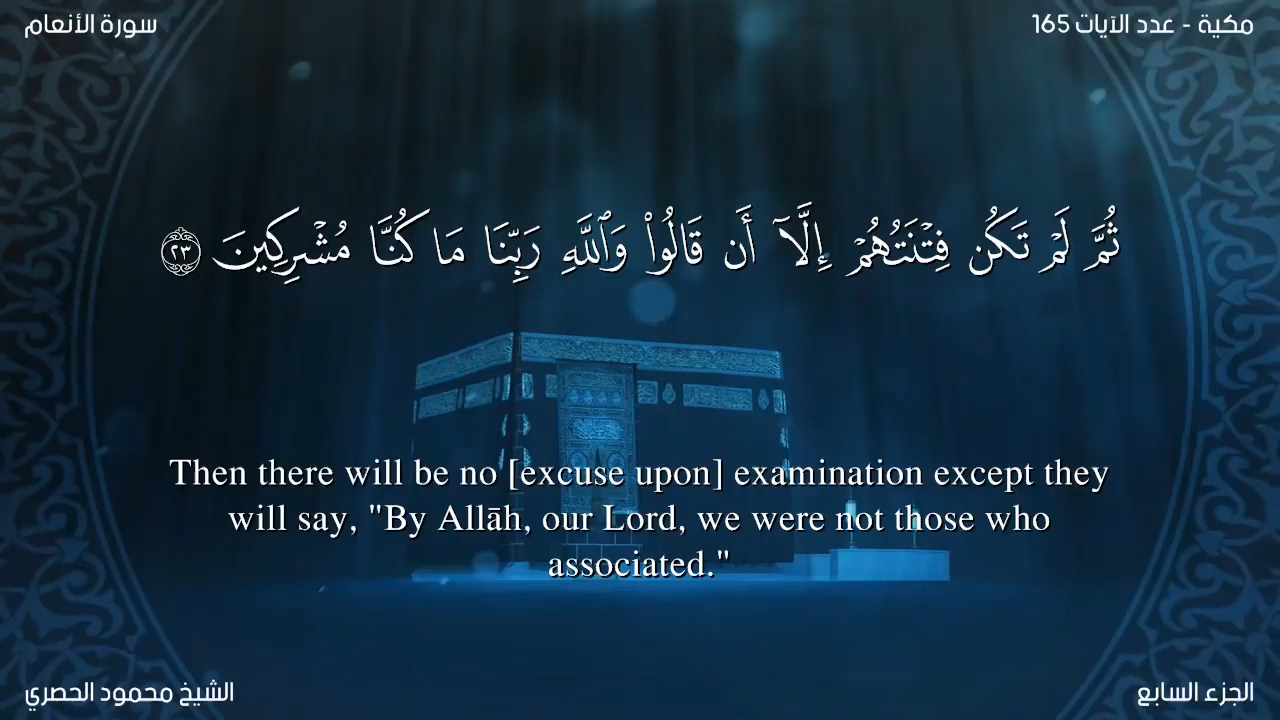 سورة الأنعام
مكية - عدد الآيات 165
ثُمَّ لَمْ تَكُن فِتْنَتُهُمْ إِلَّآ أَن قَالُوا۟ وَٱللَّهِ رَبِّنَا مَا كُنَّا مُشْرِكِينَ ٢٣
Then there will be no [excuse upon] examination except they
will say, "By Allāh, our Lord, we were not those who
associated."
الشيخ محمود الحصري
الجزء السابع